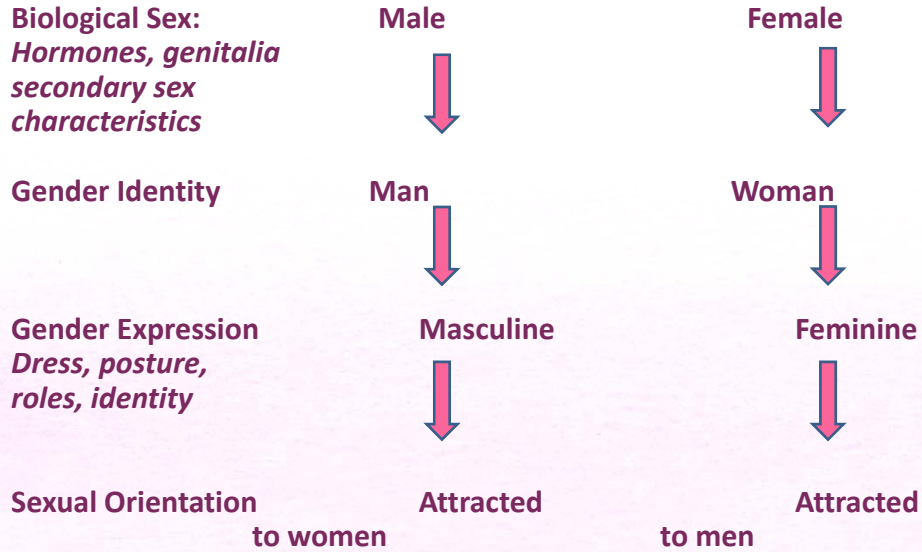 Biological Sex: Male Female
Hormones, genitalia
secondary sex
characteristics
Gender Identity Man Woman
Gender Expression Masculine Feminine
Dress, posture,
roles, identity
Sexual Orientation Attracted Attracted
to women to men